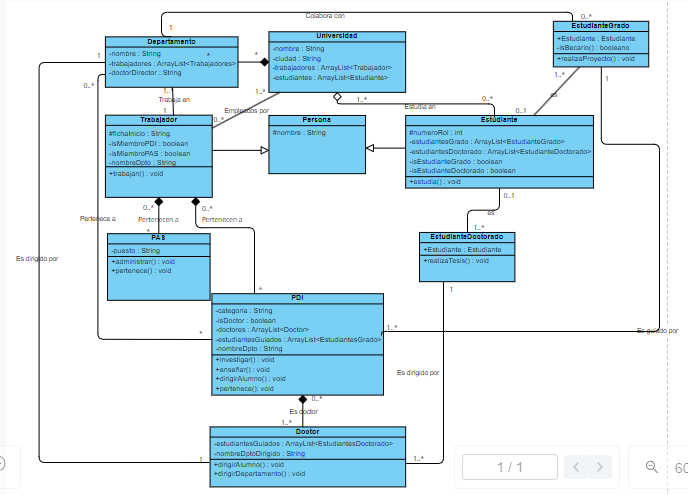 Colabora con
1
0..*
EstudianteGrado
+Estudiante : Estudiante
-isBecario() : booleano
+realizaProyecto() : void
Departamento
-nombre : String
-trabajadores : ArrayList<Trabajadores>
-doctorDirector : String
*
*
1
0..*
Universidad
-nombre : String
-ciudad : String
-trabajadores : ArrayList<Trabajador>
-estudiantes : ArrayList<Estudiante>
1..*
1
es
1..*
Trabaja en
1
1..*
Empleados por
0..*
1..*
Estudia en
0..*
0..1
Trabajador
#fichaInicio : String
-isMiembroPDI : boolean
-isMiembroPAS : boolean
-nombreDpto : String
+trabajan() : void
Persona
#nombre : String
Estudiante
#numeroRol : int
-estudiantesGrado : ArrayList<EstudianteGrado>
-estudiantesDoctorado : ArrayList<EstudianteDoctorado>
-isEstudianteGrado : boolean
-isEstudianteDoctorado : boolean
+estudia() : void
0..1
es
1..*
0..*
0..*
Pertenece a
Pertenecen a
Pertenecen a
*
PAS
-puesto : String
+administrar() : void
+pertenece() : void
EstudianteDoctorado
+Estudiante : Estudiante
+realizaTesis() : void
1
Es dirigido por
*
*
PDI
-categoria : String
-isDoctor : boolean
-doctores : ArrayList<Doctor>
-estudiantesGuiados : ArrayList<EstudiantesGrado>
-nombreDpto : String
+investigar() : void
+enseñar() : void
+dirigirAlumno() : void
+pertenece(): void
1..*
Es guiado por
Es dirigido por
0..*
Es doctor
1..*
Doctor
-estudiantesGuiados : ArrayList<EstudiantesDoctorado>
-nombreDptoDirigido : String
+dirigirAlumno() : void
+dirigirDepartamento() : void
1
1..*
1 / 1
60